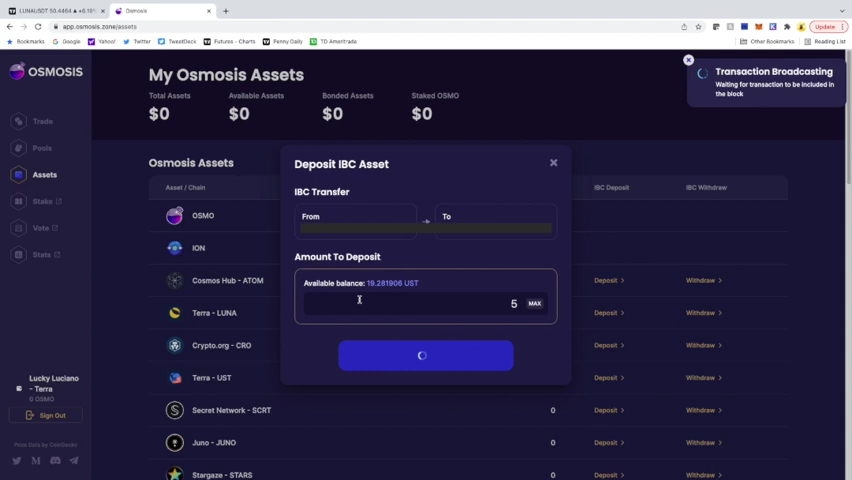 LUNAUSDT 50.4464 ▲ +6.18%
Osmosis
app.osmosis.zone/assets
Update
Bookmarks
Google
Yahoo!
Twitter
TweetDeck
Futures - Charts
Penny Daily
TD Ameritrade
Other Bookmarks
Reading List
OSMOSIS
Trade
Pools
Assets
Stake
Vote
Stats
Lucky Luciano
- Terra
0 OSMO
Sign Out
Price Data by CoinGecko
My Osmosis Assets
Total Assets
Available Assets
Bonded Assets
Staked OSMO
$0
$0
$0
$0
Transaction Broadcasting
Waiting for transaction to be included in
the block
Osmosis Assets
Asset / Chain
IBC Deposit
IBC Withdraw
OSMO
ION
Cosmos Hub - ATOM
Deposit >
Withdraw >
Terra - LUNA
Deposit >
Withdraw >
Crypto.org - CRO
Deposit >
Withdraw >
Terra - UST
Deposit >
Withdraw >
Secret Network - SCRT
0
Deposit >
Withdraw >
Juno - JUNO
0
Deposit >
Withdraw >
Stargaze - STARS
0
Deposit >
Withdraw >
Deposit IBC Asset
IBC Transfer
From
To
Amount To Deposit
Available balance: 19.281906 UST
5
MAX